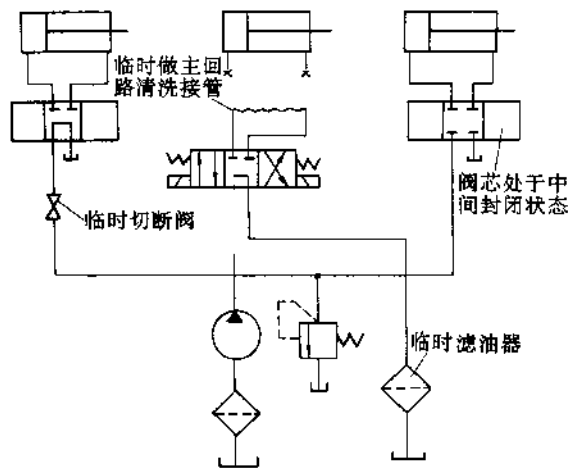 临时做主回
路清洗接管
阀芯处于中
间封闭状态
临时切断阀
临时滤油器